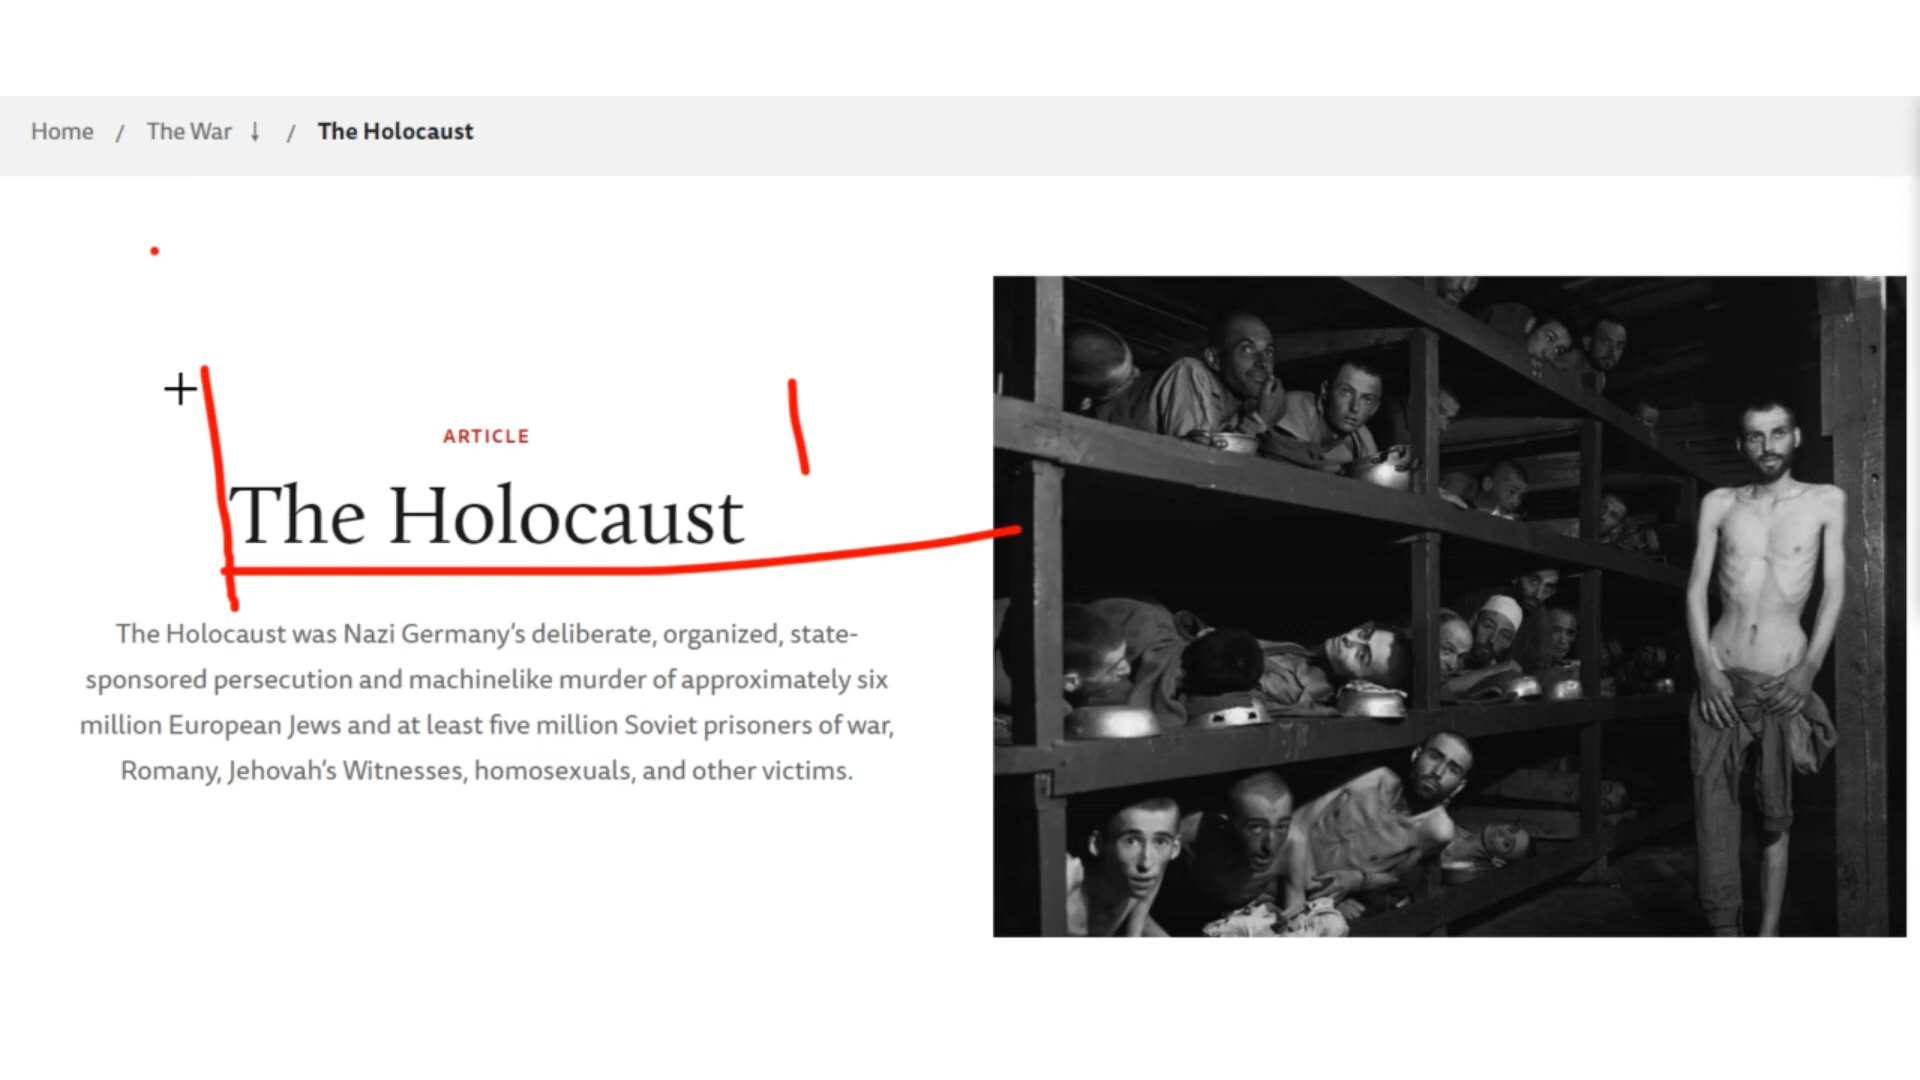 Home / The War ↓ / The Holocaust
ARTICLE
The Holocaust
The Holocaust was Nazi Germany’s deliberate, organized, state-
sponsored persecution and machinelike murder of approximately six
million European Jews and at least five million Soviet prisoners of war,
Romany, Jehovah’s Witnesses, homosexuals, and other victims.